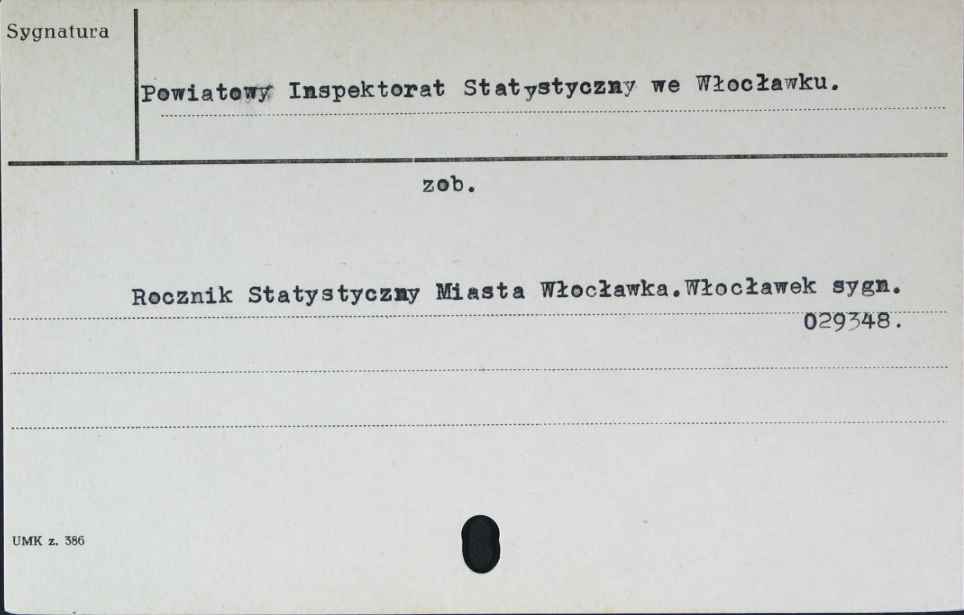 Sygnatura
Powiatowy Inspektorat Statystyczny we Włocławku.
zob.
Rocznik Statystyczny Miasta Włocławka.Włocławek sygn.
029348.
UMK z. 386